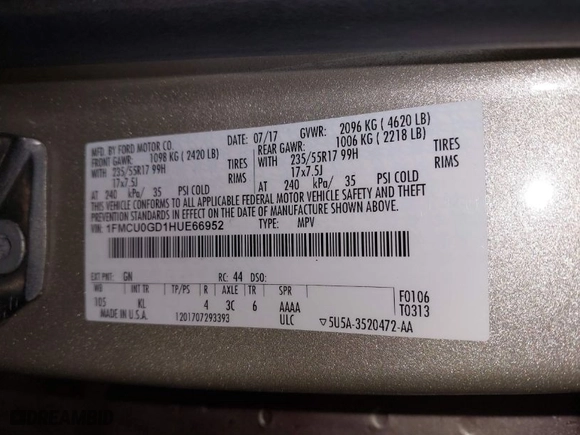 MFD. BY FORD MOTOR CO.
DATE: 07/17 GVWR: 2096 KG ( 4620 LB)
FRONT GAWR: 1098 KG ( 2420 LB) REAR GAWR: 1006 KG ( 2218 LB)
WITH 235/55R17 99H TIRES WITH 235/55R17 99H TIRES
17x7.5J RIMS 17x7.5J RIMS
AT 240 kPa/ 35 PSI COLD AT 240 kPa/ 35 PSI COLD
THIS VEHICLE CONFORMS TO ALL APPLICABLE FEDERAL MOTOR VEHICLE SAFETY AND THEFT
PREVENTION STANDARDS IN EFFECT ON THE DATE OF MANUFACTURE SHOWN ABOVE.
VIN: 1FMCU0GD1HUE66952 TYPE: MPV
EXT PNT: GN RC: 44 DSO:
WB INT TR TP/PS R AXLE TR SPR
105 KL 4 3C 6 AAAA
MADE IN U.S.A. 1201707293393 ULC
F0106
T0313
5U5A-3520472-AA